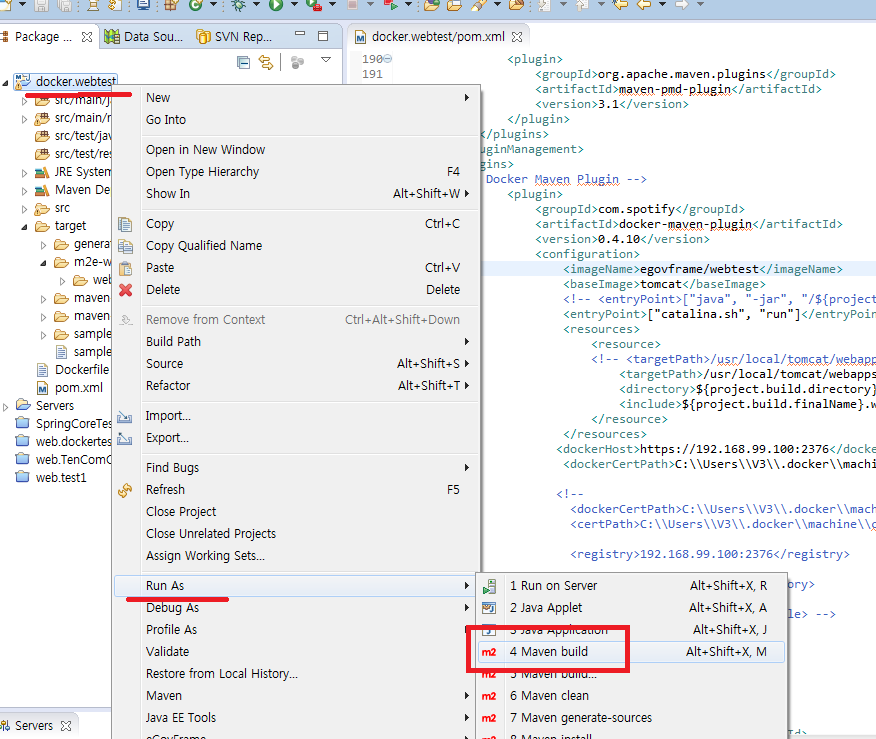 Package ...
Data Sou...
SVN Rep...
docker.webtest/pom.xml
docker.webtest
src/main/ja
src/main/r
src/test/jav
src/test/res
JRE System
Maven De
src
target
genera
m2e-w
web
maven
maven
sample
sample
Dockerfile
pom.xml
Servers
SpringCoreTes
web.dockertes
web.TenComC
web.test1
Servers
New
Go Into
Open in New Window
Open Type Hierarchy F4
Show In Alt+Shift+W
Copy Ctrl+C
Copy Qualified Name
Paste Ctrl+V
Delete Delete
Remove from Context Ctrl+Alt+Shift+Down
Build Path
Source Alt+Shift+S
Refactor Alt+Shift+T
Import...
Export...
Find Bugs
Refresh F5
Close Project
Close Unrelated Projects
Assign Working Sets...
Run As
Debug As
Profile As
Validate
Restore from Local History...
Maven
Java EE Tools
eGovFrame
1 Run on Server Alt+Shift+X, R
2 Java Applet Alt+Shift+X, A
3 Java Application Alt+Shift+X, J
m2 4 Maven build Alt+Shift+X, M
m2 5 Maven build...
m2 6 Maven clean
m2 7 Maven generate-sources
m2 8 Maven install
190 <plugin>
191 <groupId>org.apache.maven.plugins</groupId>
<artifactId>maven-pmd-plugin</artifactId>
<version>3.1</version>
</plugin>
</plugins>
uginManagement>
gins>
Docker Maven Plugin -->
<plugin>
<groupId>com.spotify</groupId>
<artifactId>docker-maven-plugin</artifactId>
<version>0.4.10</version>
<configuration>
<imageName>egovframe/webtest</imageName>
<baseImage>tomcat</baseImage>
<!-- <entryPoint>["java", "-jar", "/${project
<entryPoint>["catalina.sh", "run"]</entryPoin
<resources>
<resource>
<!-- <targetPath>/usr/local/tomcat/webapp
<targetPath>/usr/local/tomcat/webapps
<directory>${project.build.directory}
<include>${project.build.finalName}.w
</resource>
</resources>
<dockerHost>https://192.168.99.100:2376</docke
<dockerCertPath>C:\\Users\\V3\\.docker\\machi
<!--
<dockerCertPath>C:\\Users\\V3\\.docker\\mach
<certPath>C:\\Users\\V3\\.docker\\machine\\c
<registry>192.168.99.100:2376</registry>
ory>
le> -->
d>